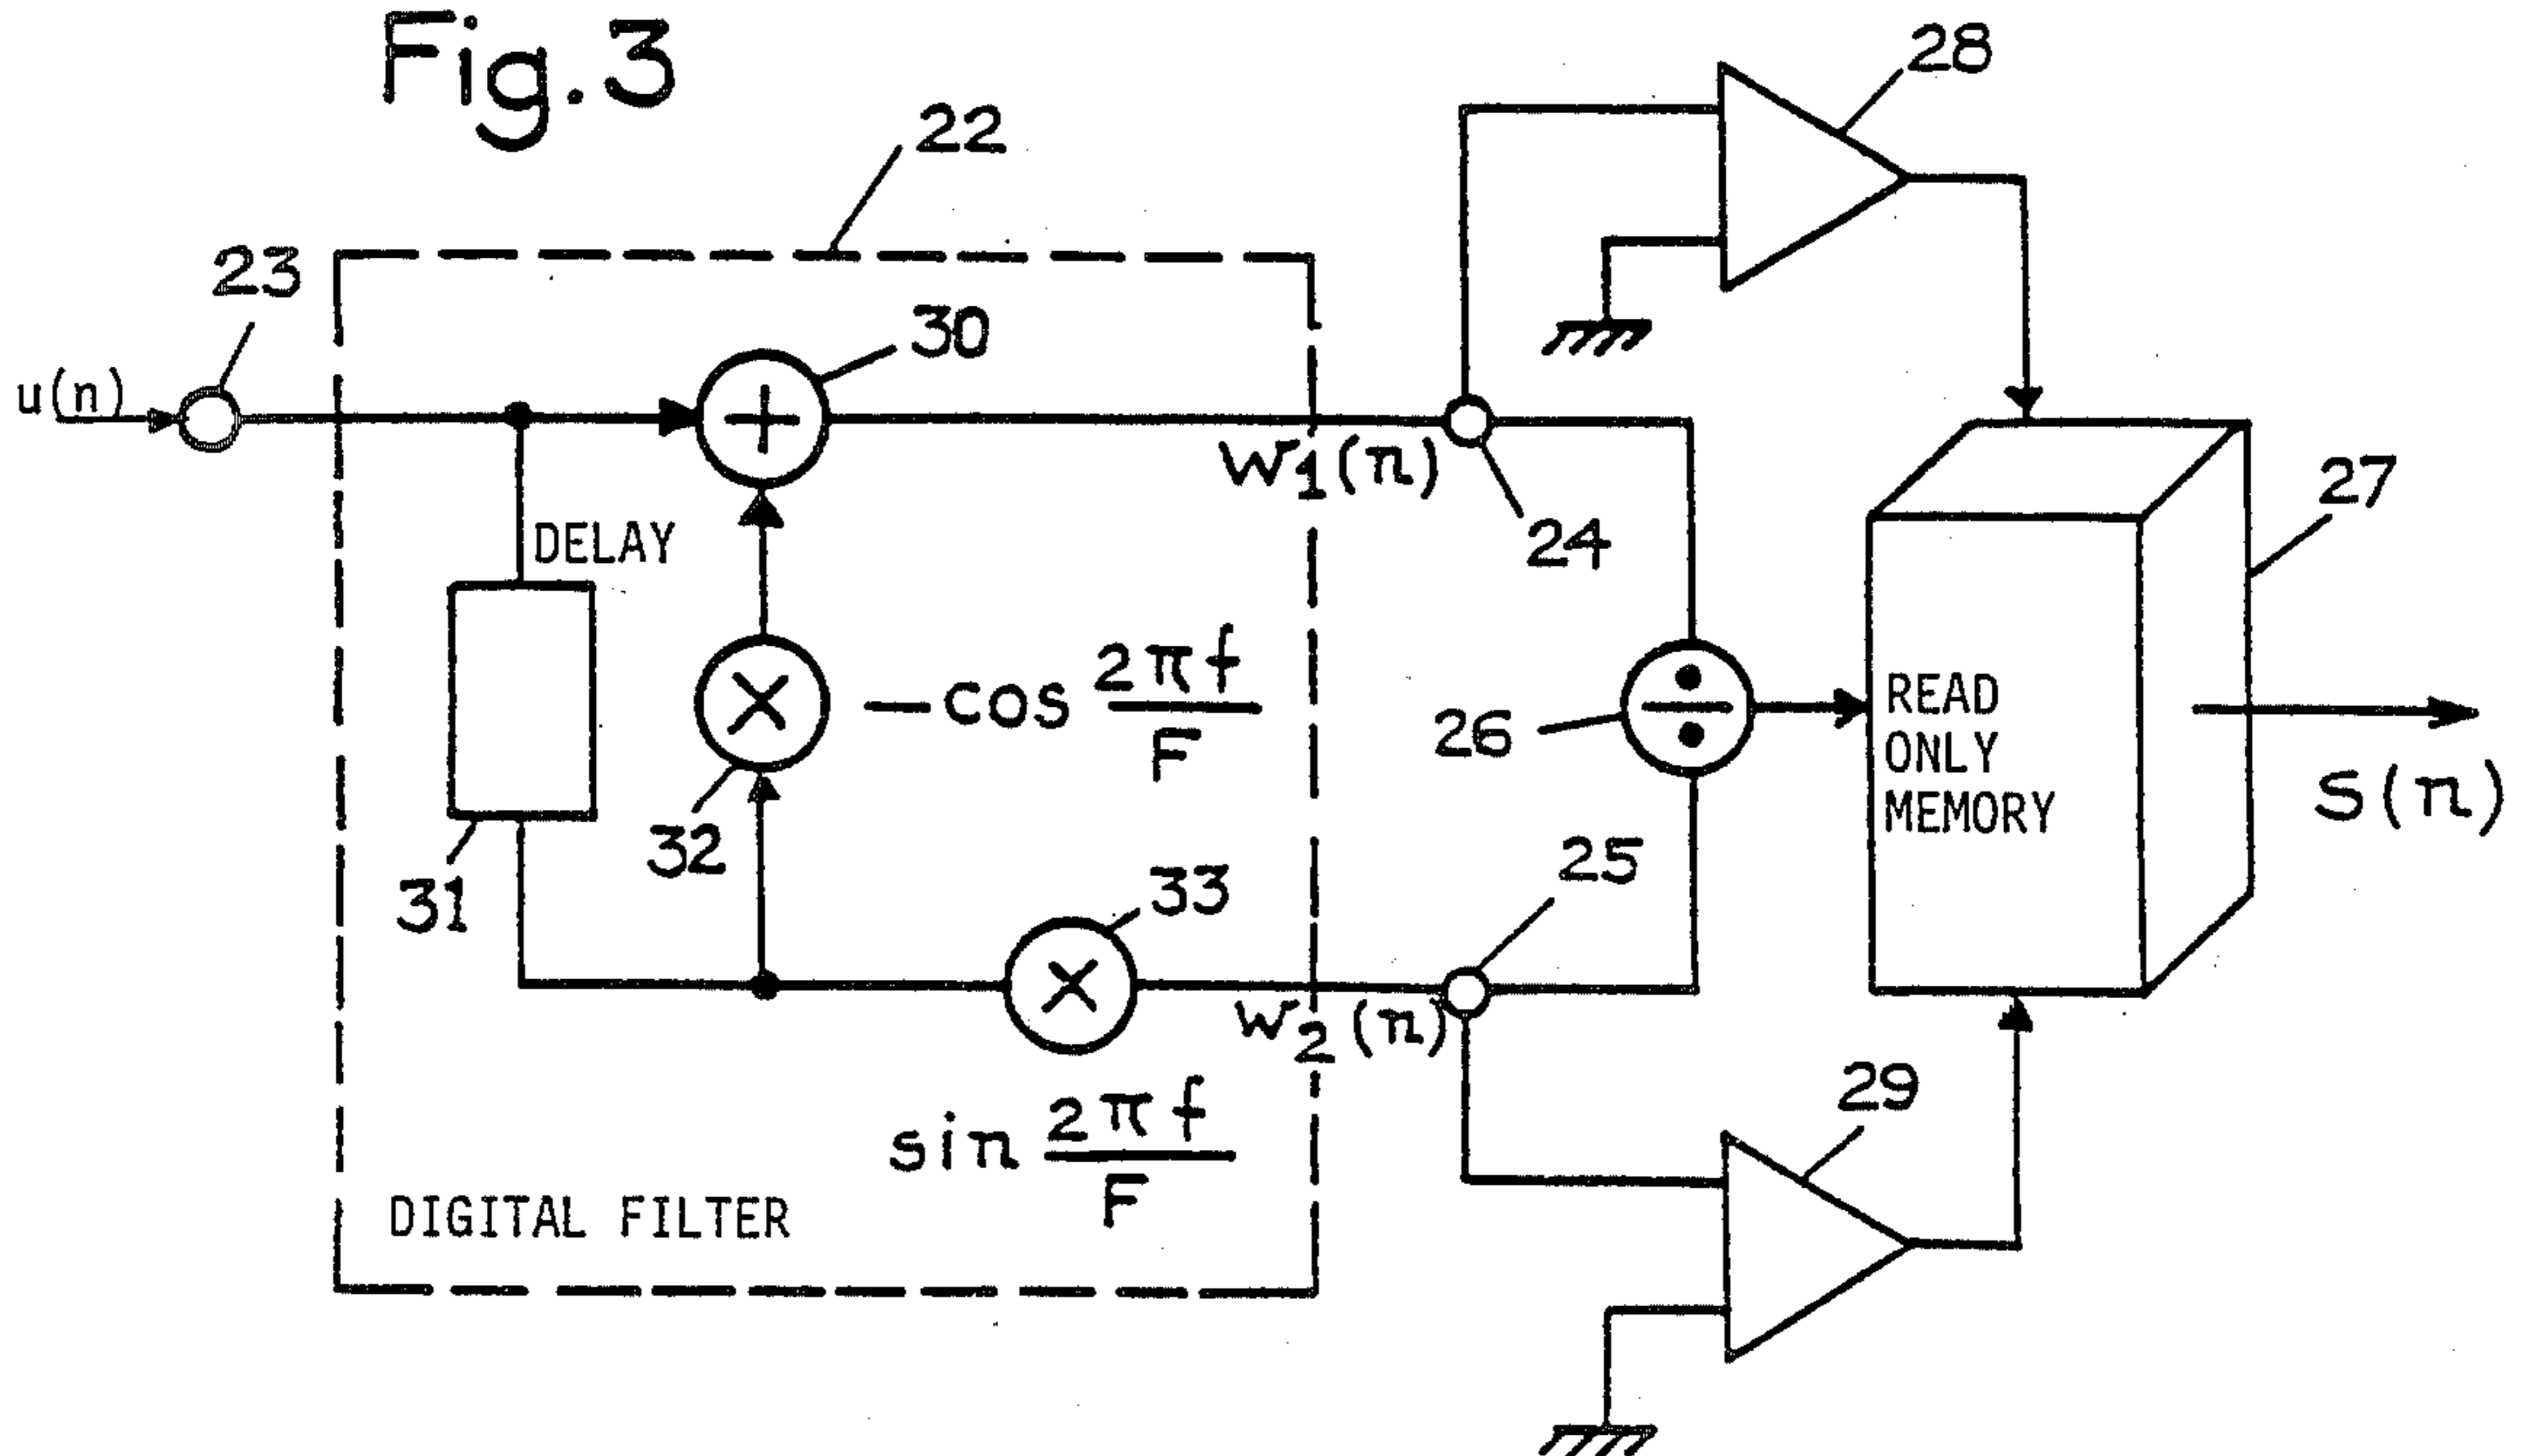 Fig. 3
28
22
23
30
u(n)
W1(n)
24
27
DELAY
- cos 2πf/F
26
READ
ONLY
MEMORY
S(n)
32
31
33
25
W2(n)
29
sin 2πf/F
DIGITAL FILTER